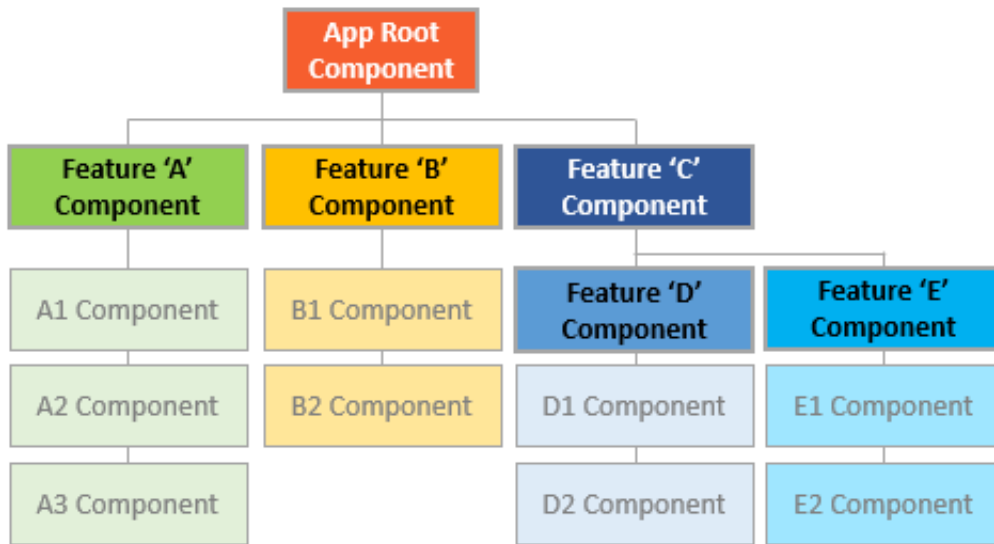 App Root
Component
Feature ‘A’
Component
Feature ‘B’
Component
Feature ‘C’
Component
A1 Component
B1 Component
Feature ‘D’
Component
Feature ‘E’
Component
A2 Component
B2 Component
D1 Component
E1 Component
A3 Component
D2 Component
E2 Component